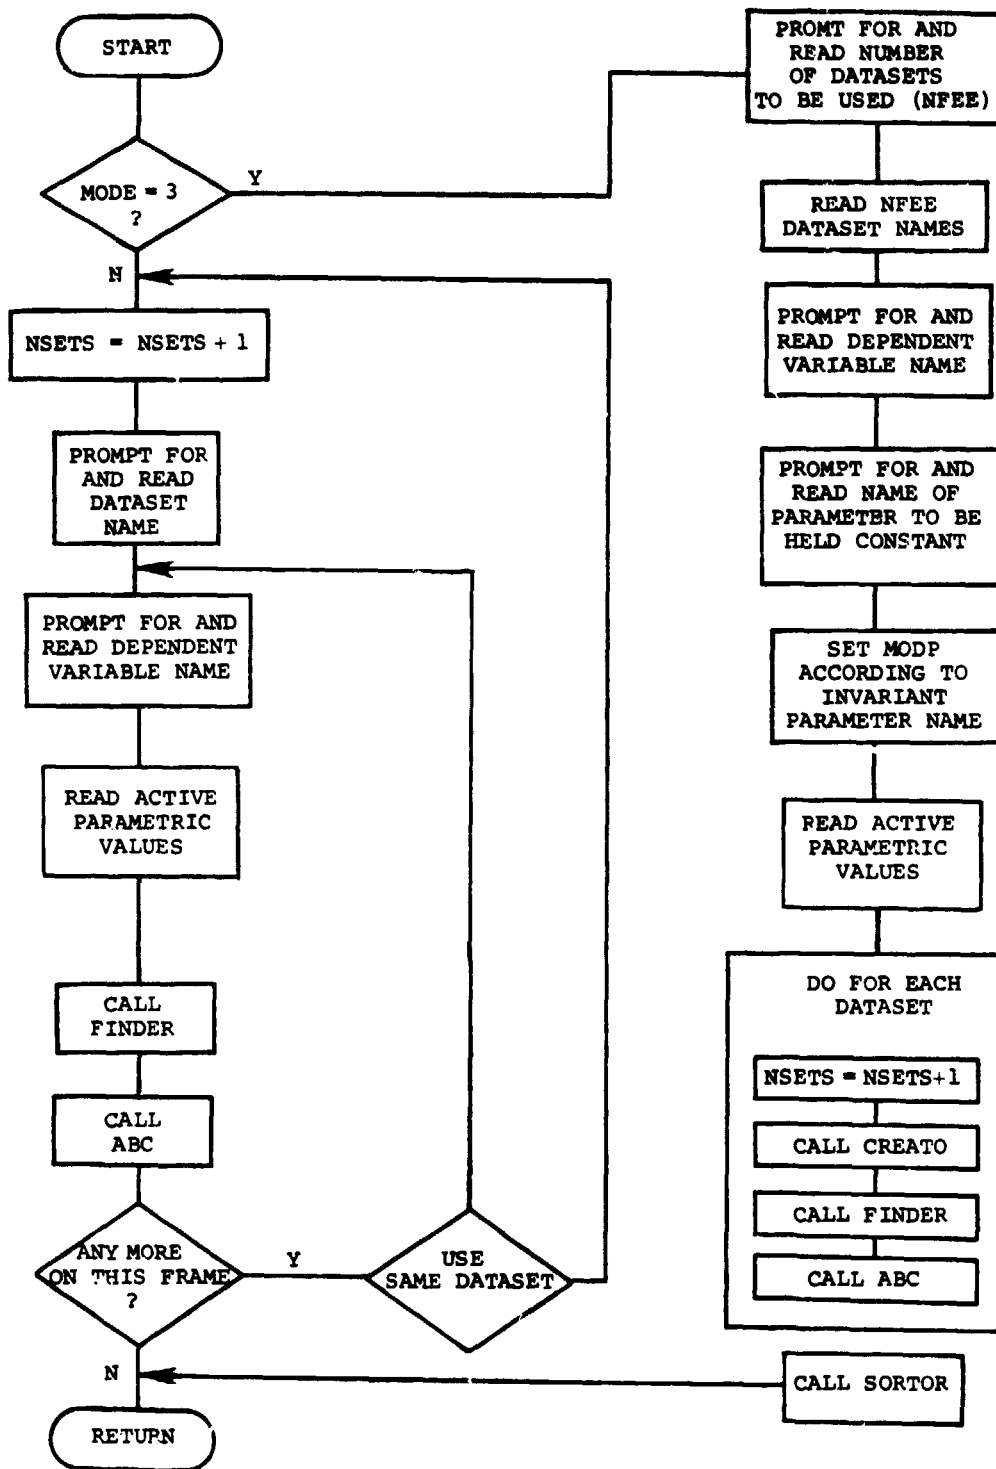 START
MODE = 3
?
Y
N
NSETS = NSETS + 1
PROMPT FOR
AND READ
DATASET
NAME
PROMPT FOR AND
READ DEPENDENT
VARIABLE NAME
READ ACTIVE
PARAMETRIC
VALUES
CALL
FINDER
CALL
ABC
ANY MORE
ON THIS FRAME
?
Y
USE
SAME DATASET
N
RETURN
PROMT FOR AND
READ NUMBER
OF DATASETS
TO BE USED (NFEE)
READ NFEE
DATASET NAMES
PROMPT FOR AND
READ DEPENDENT
VARIABLE NAME
PROMPT FOR AND
READ NAME OF
PARAMETER TO BE
HELD CONSTANT
SET MODP
ACCORDING TO
INVARIANT
PARAMETER NAME
READ ACTIVE
PARAMETRIC
VALUES
DO FOR EACH
DATASET
NSETS = NSETS+1
CALL CREATO
CALL FINDER
CALL ABC
CALL SORTOR